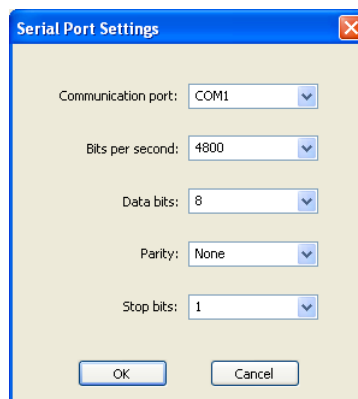 Serial Port Settings
Communication port: COM1
Bits per second: 4800
Data bits: 8
Parity: None
Stop bits: 1
OK Cancel